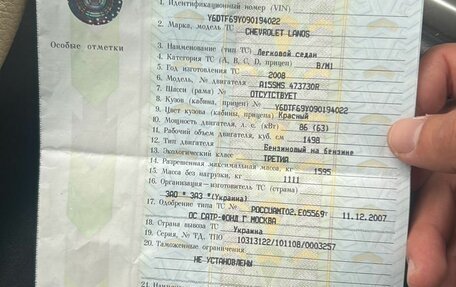 1. Идентификационный номер (VIN)
Y6DTF69Y090194022
2. Марка, модель ТС CHEVROLET LANOS
Особые отметки
3. Наименование (тип ТС) Легковой седан
4. Категория ТС (A, B, C, D, прицеп) B/M1
5. Год изготовления ТС 2008
6. Модель, № двигателя A15SMS 473730R
7. Шасси (рама) № ОТСУТСТВУЕТ
8. Кузов (кабина, прицеп) № Y6DTF69Y090194022
9. Цвет кузова (кабины, прицепа) Красный
10. Мощность двигателя, л. с. (кВт) 86 (63)
11. Рабочий объем двигателя, куб. см 1498
12. Тип двигателя Бензиновый на бензине
13. Экологический класс ТРЕТИЙ
14. Разрешенная максимальная масса, кг 1595
15. Масса без нагрузки, кг 1111
16. Организация-изготовитель ТС (страна)
ЗАО " ЗАЗ "(Украина)
17. Одобрение типа ТС № РОССUAMT02.E05569т 11.12.2007
ОС САТР-ФОНД Г МОСКВА
18. Страна вывоза ТС Украина
19. Серия, № ТД, ТПО 10313122/101108/0003257
20. Таможенные ограничения
НЕ УСТАНОВЛЕНЫ